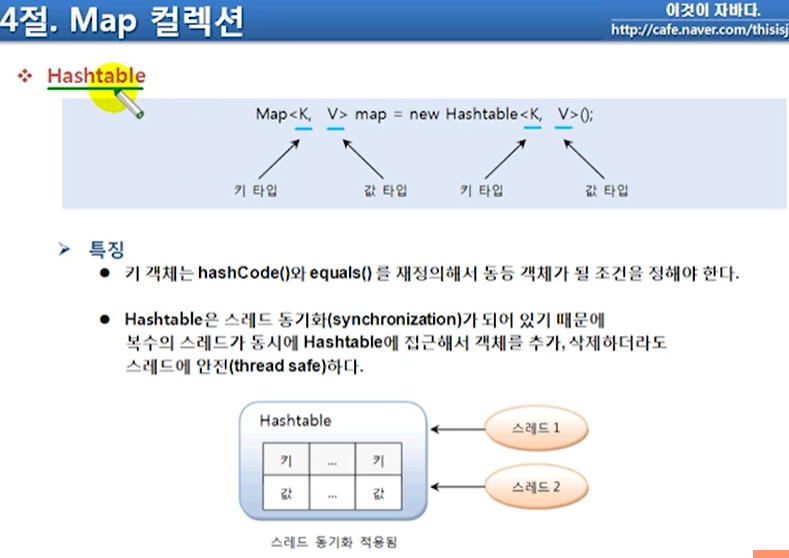 4절. Map 컬렉션
이것이 자바다.
http://cafe.naver.com/thisisj
Hashtable
Map<K, V> map = new Hashtable<K, V>();
키 타입 값 타입 키 타입 값 타입
특징
키 객체는 hashCode()와 equals() 를 재정의해서 동등 객체가 될 조건을 정해야 한다.
Hashtable은 스레드 동기화(synchronization)가 되어 있기 때문에
복수의 스레드가 동시에 Hashtable에 접근해서 객체를 추가, 삭제하더라도
스레드에 안전(thread safe)하다.
Hashtable
키 ... 키
값 ... 값
스레드 1
스레드 2
스레드 동기화 적용됨